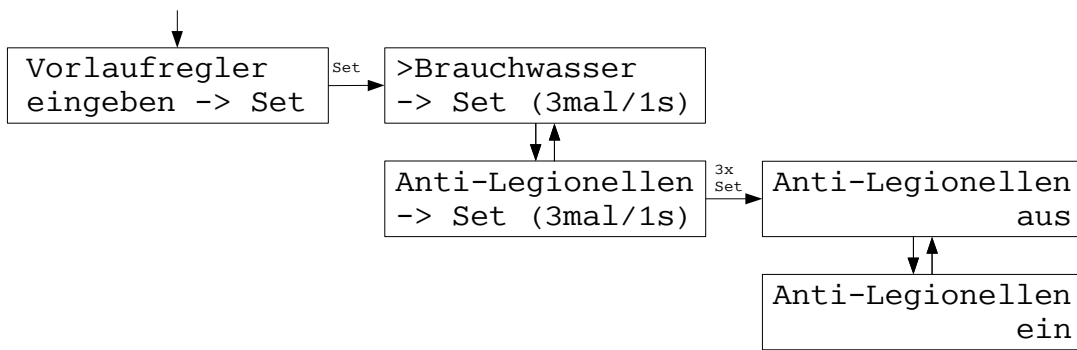 Vorlaufregler
eingeben -> Set
Set
>Brauchwasser
-> Set (3mal/1s)
Anti-Legionellen
-> Set (3mal/1s)
3x
Set
Anti-Legionellen
aus
Anti-Legionellen
ein